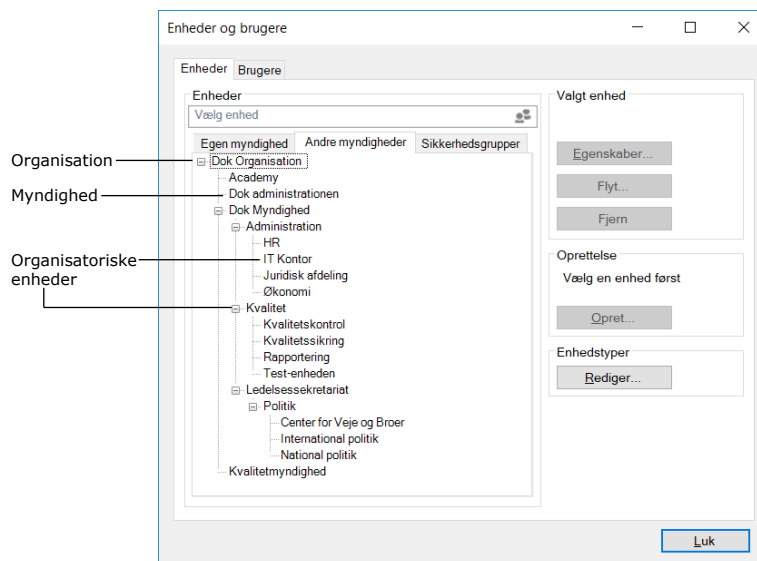 Enheder og brugere
Enheder Brugere
Enheder
Vælg enhed
Egen myndighed Andre myndigheder Sikkerhedsgrupper
Dok Organisation
Academy
Dok administrationen
Dok Myndighed
Administration
HR
IT Kontor
Juridisk afdeling
Økonomi
Kvalitet
Kvalitetskontrol
Kvalitetssikring
Rapportering
Test-enheden
Ledelsessekretariat
Politik
Center for Veje og Broer
International politik
National politik
Kvalitetmyndighed
Valgt enhed
Egenskaber...
Flyt...
Fjern
Oprettelse
Vælg en enhed først
Opret...
Enhedstyper
Rediger...
Luk
Organisation
Myndighed
Organisatoriske
enheder